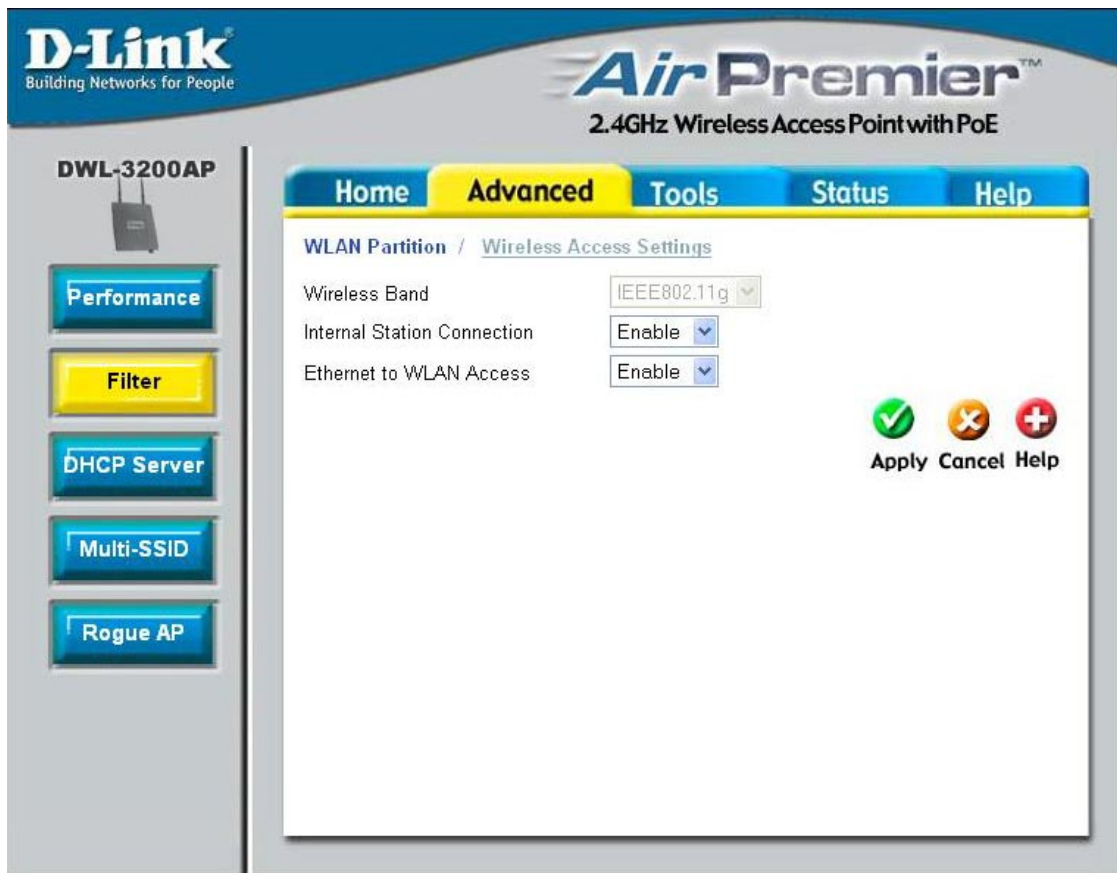 D-Link®
Building Networks for People
Air Premier™
2.4GHz Wireless Access Point with PoE
DWL-3200AP
Home Advanced Tools Status Help
WLAN Partition / Wireless Access Settings
Performance
Wireless Band IEEE802.11g
Internal Station Connection Enable
Filter
Ethernet to WLAN Access Enable
Apply Cancel Help
DHCP Server
Multi-SSID
Rogue AP